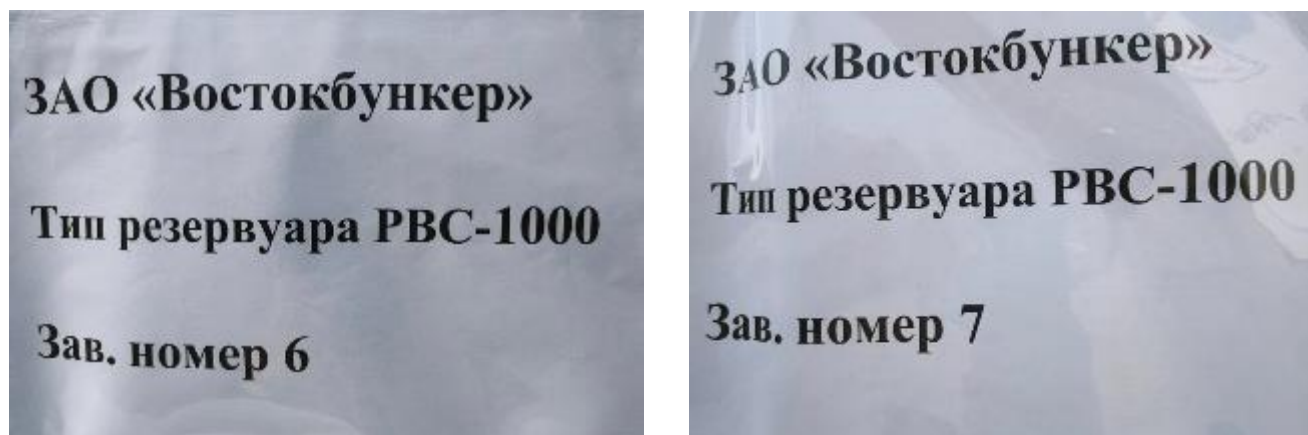 ЗАО «Востокбункер»
Тип резервуара РВС-1000
Зав. номер 6
ЗАО «Востокбункер»
Тип резервуара РВС-1000
Зав. номер 7